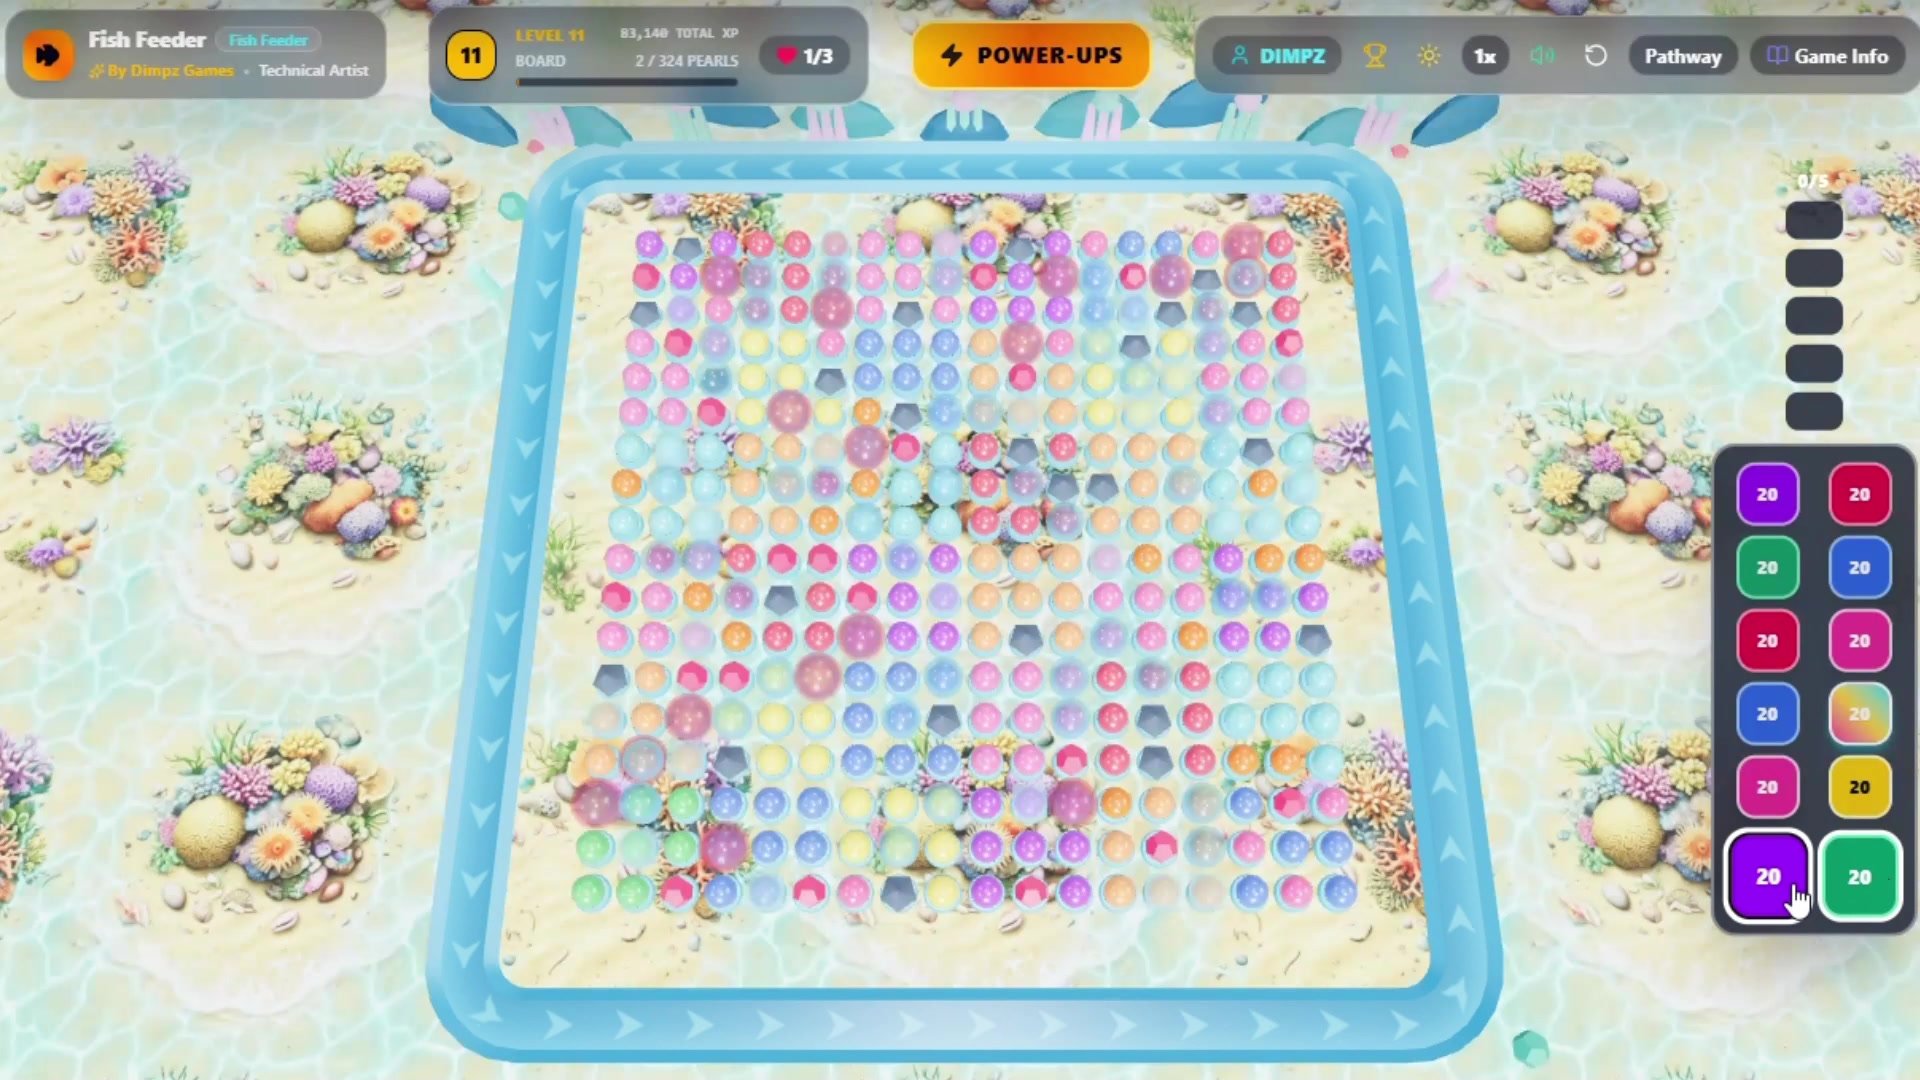 Fish Feeder
Fish Feeder
By Dimpz Games • Technical Artist
11
LEVEL 11
83,140 TOTAL XP
BOARD
2 / 324 PEARLS
1/3
POWER-UPS
DIMPZ
1x
Pathway
Game Info
0/5
20 20
20 20
20 20
20 20
20 20
20 20